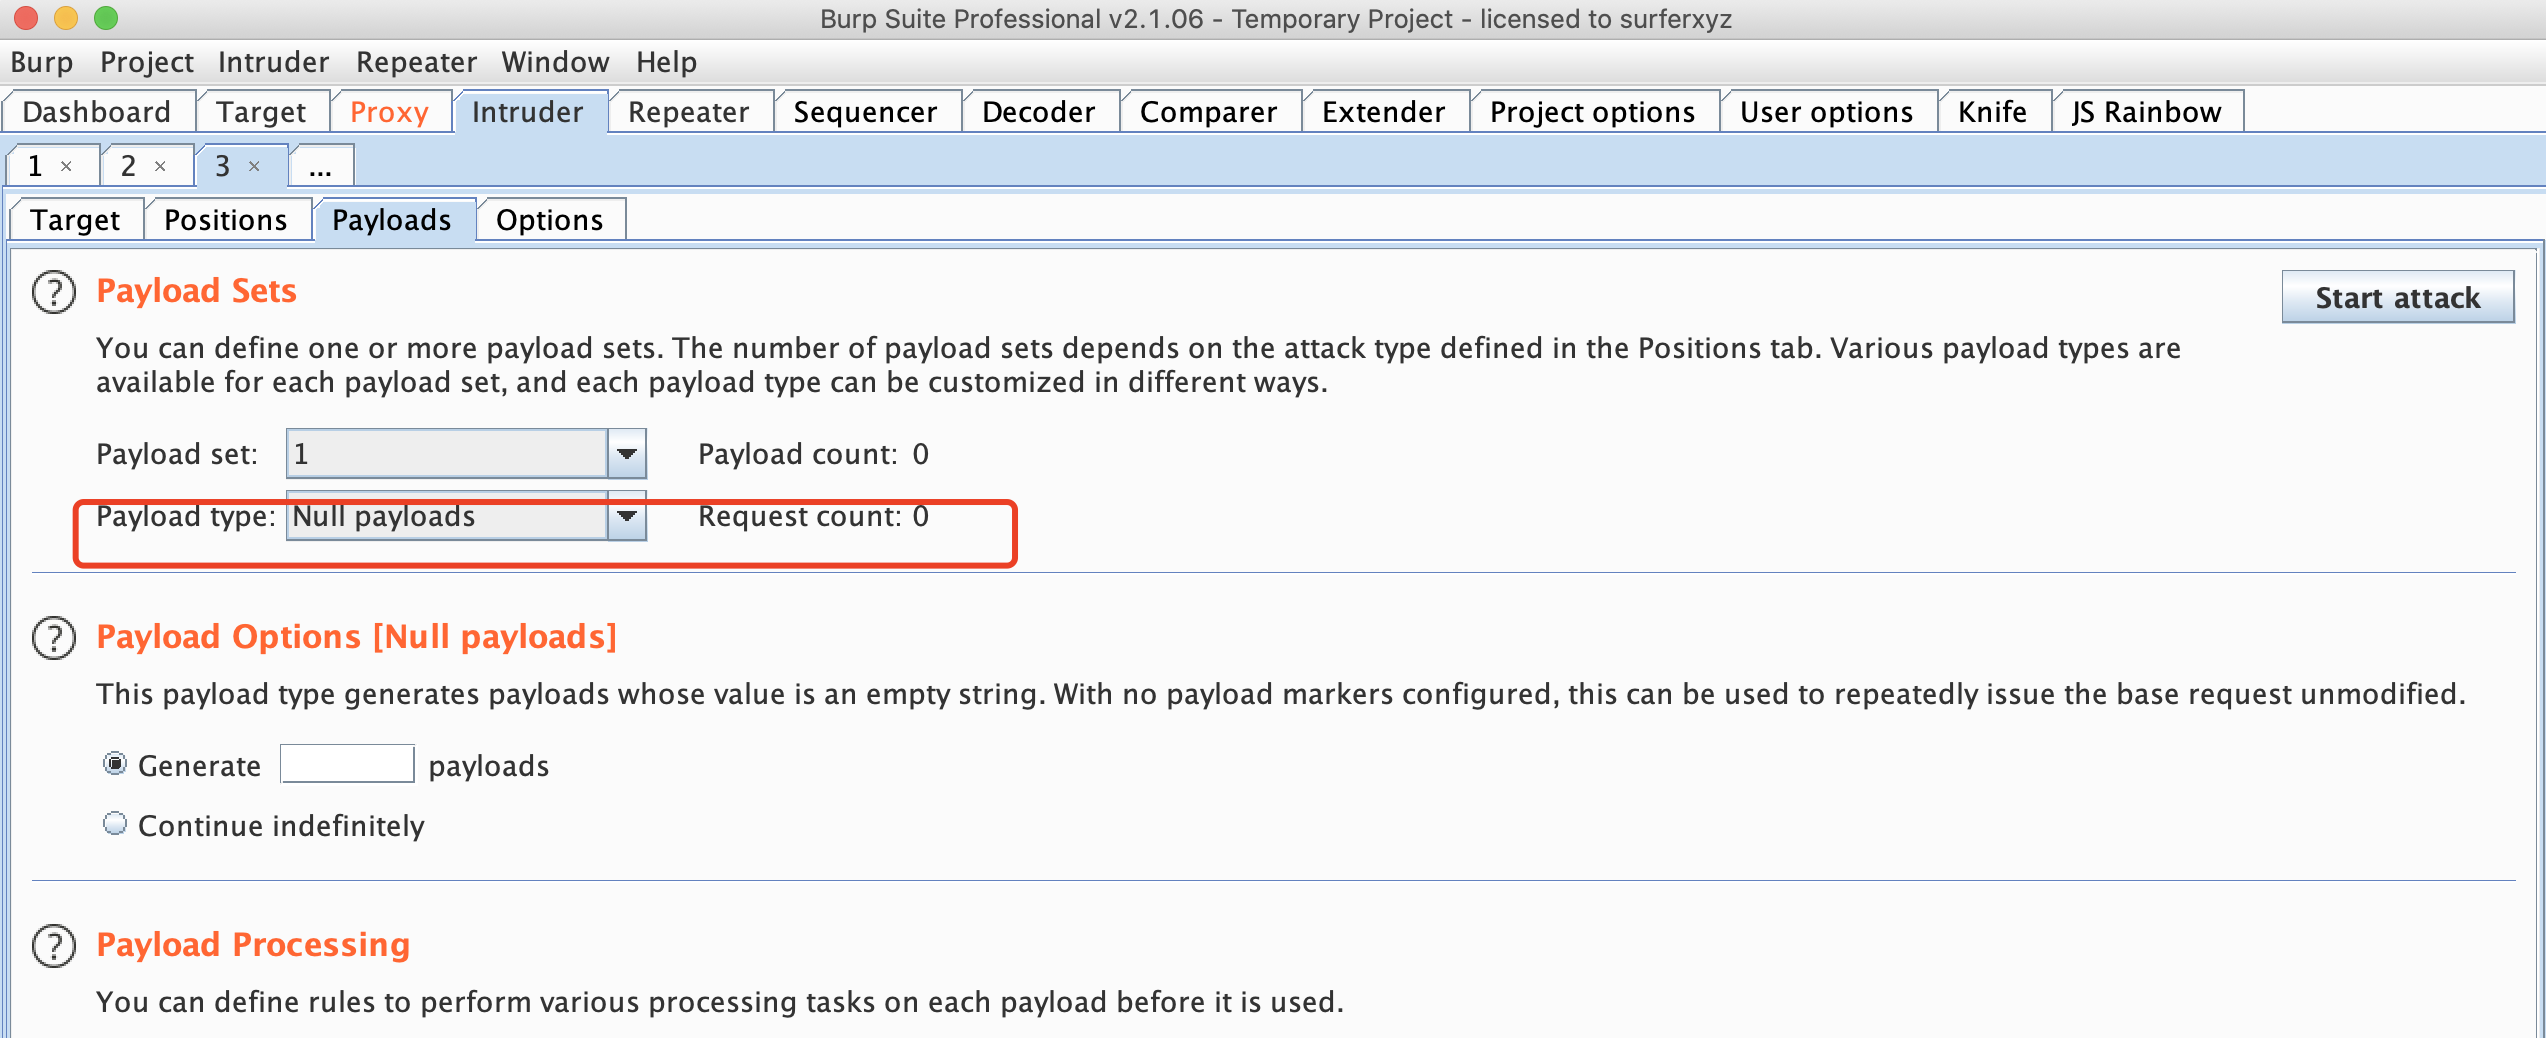 Burp Suite Professional v2.1.06 - Temporary Project - licensed to surferxyz
Burp Project Intruder Repeater Window Help
Dashboard Target Proxy Intruder Repeater Sequencer Decoder Comparer Extender Project options User options Knife JS Rainbow
1 × 2 × 3 × ...
Target Positions Payloads Options
? Payload Sets
Start attack
You can define one or more payload sets. The number of payload sets depends on the attack type defined in the Positions tab. Various payload types are
available for each payload set, and each payload type can be customized in different ways.
Payload set: 1 Payload count: 0
Payload type: Null payloads Request count: 0
? Payload Options [Null payloads]
This payload type generates payloads whose value is an empty string. With no payload markers configured, this can be used to repeatedly issue the base request unmodified.
Generate payloads
Continue indefinitely
? Payload Processing
You can define rules to perform various processing tasks on each payload before it is used.